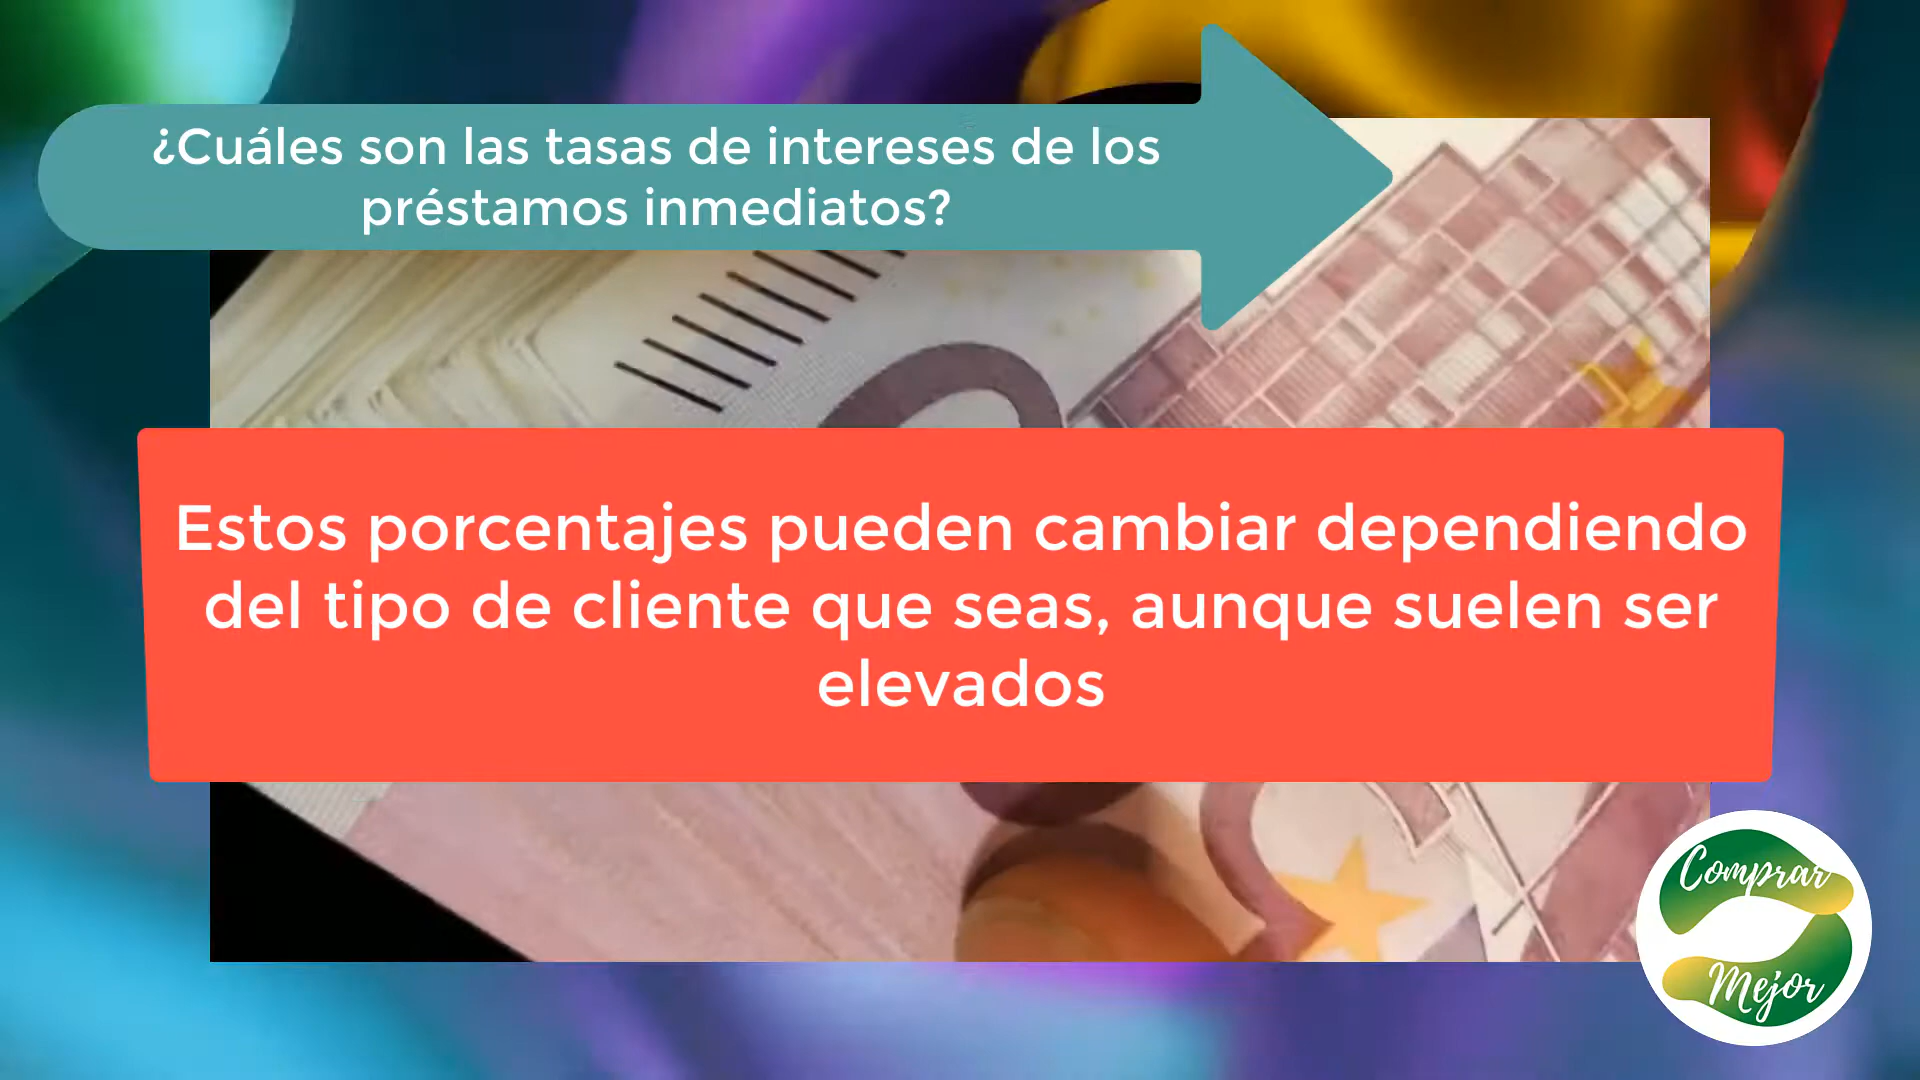 ¿Cuáles son las tasas de intereses de los
préstamos inmediatos?
Estos porcentajes pueden cambiar dependiendo
del tipo de cliente que seas, aunque suelen ser
elevados
Comprar
Mejor